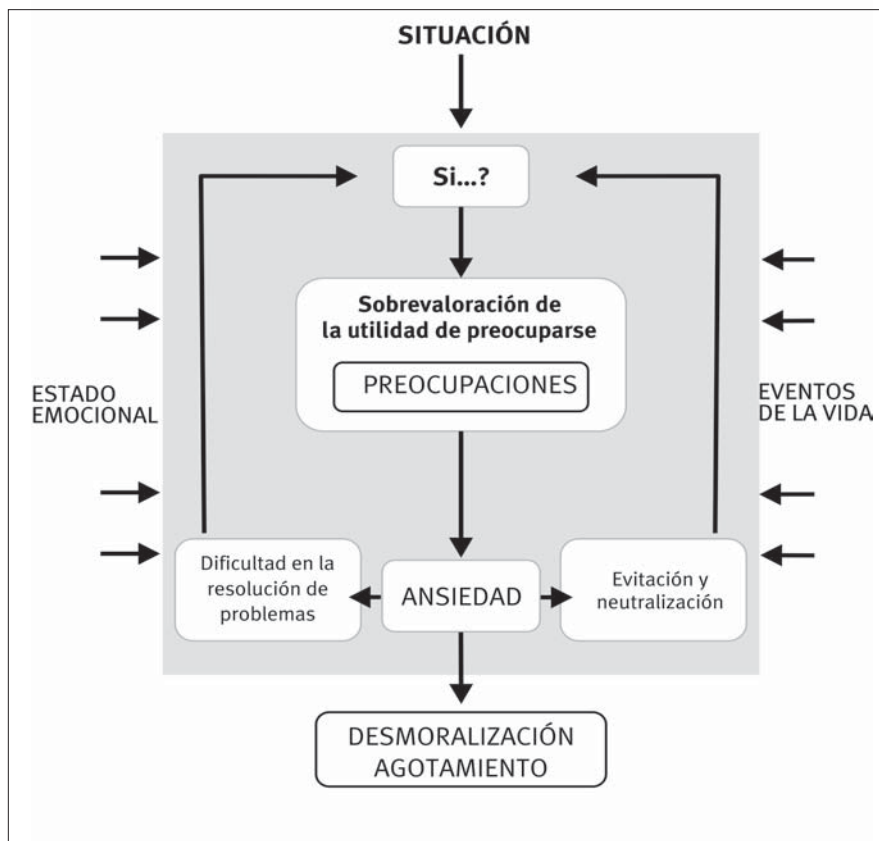 SITUACIÓN
Si...?
Sobrevaloración de
la utilidad de preocuparse
PREOCUPACIONES
ESTADO
EMOCIONAL
EVENTOS
DE LA VIDA
Dificultad en la
resolución de
problemas
ANSIEDAD
Evitación y
neutralización
DESMORALIZACIÓN
AGOTAMIENTO